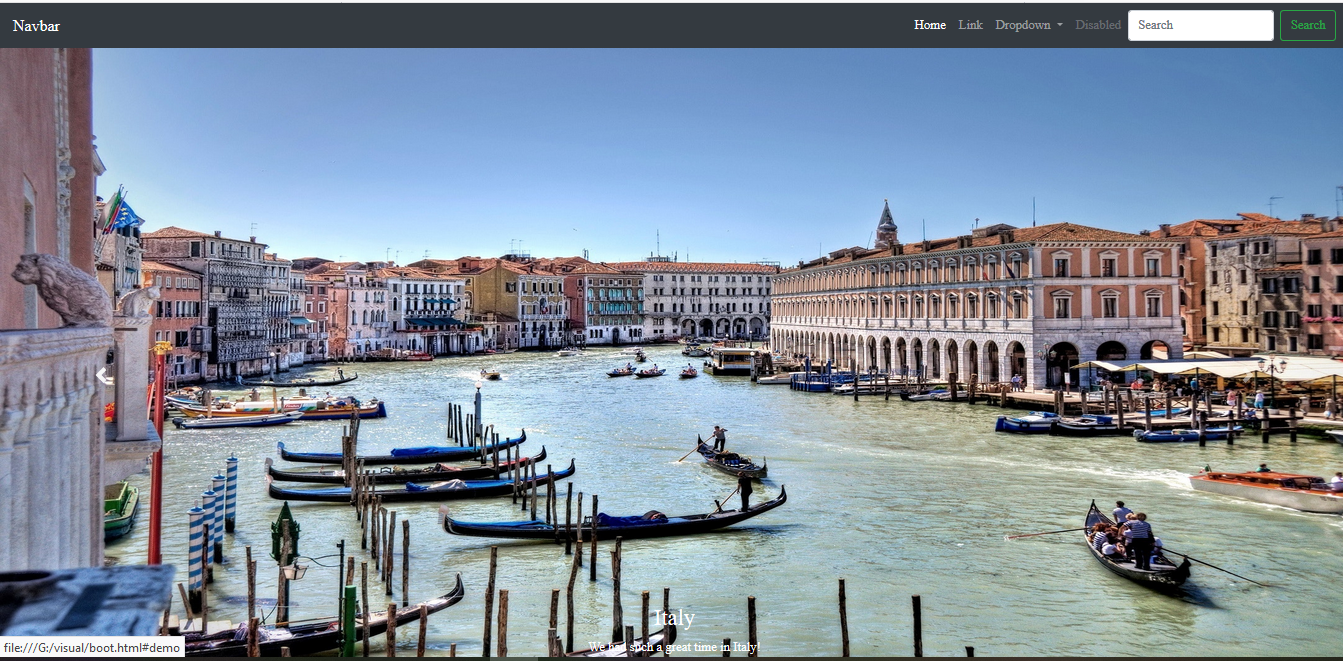 Navbar Home Link Dropdown Disabled Search Search
Italy
We had such a great time in Italy!
file:///G:/visual/boot.html#demo